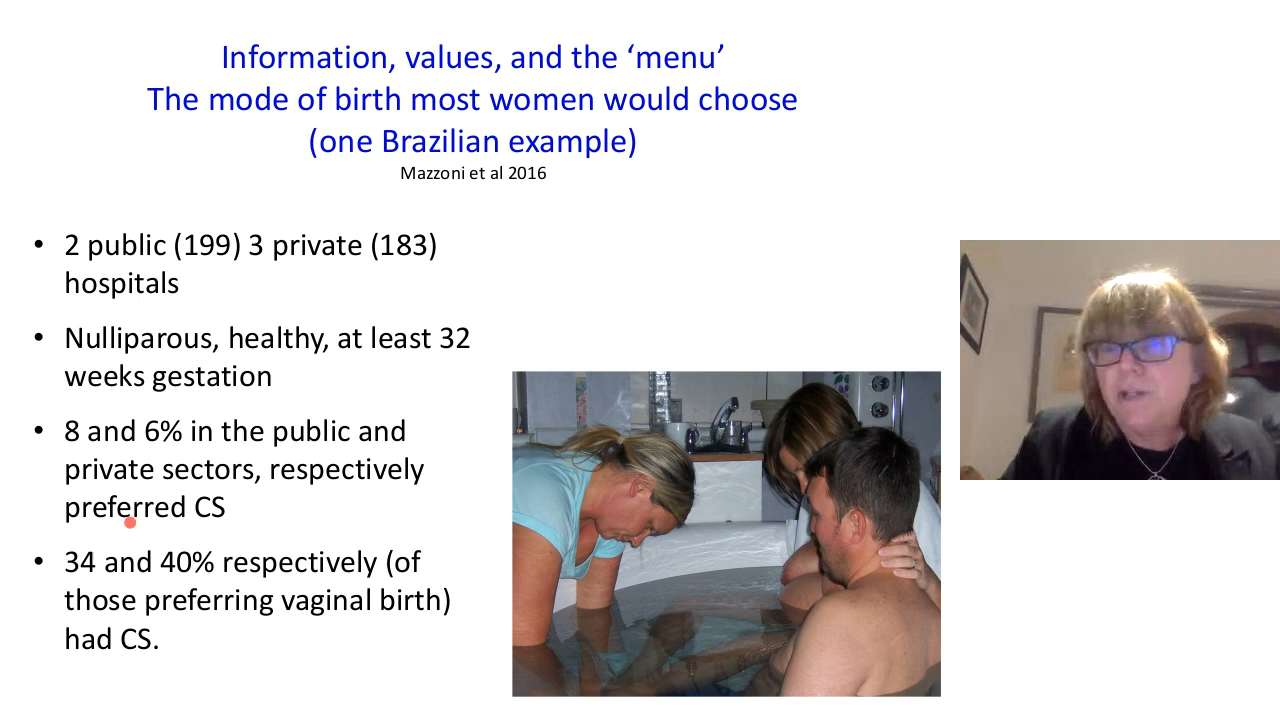 Information, values, and the ‘menu’
The mode of birth most women would choose
(one Brazilian example)
Mazzoni et al 2016
• 2 public (199) 3 private (183)
hospitals
• Nulliparous, healthy, at least 32
weeks gestation
• 8 and 6% in the public and
private sectors, respectively
preferred CS
• 34 and 40% respectively (of
those preferring vaginal birth)
had CS.